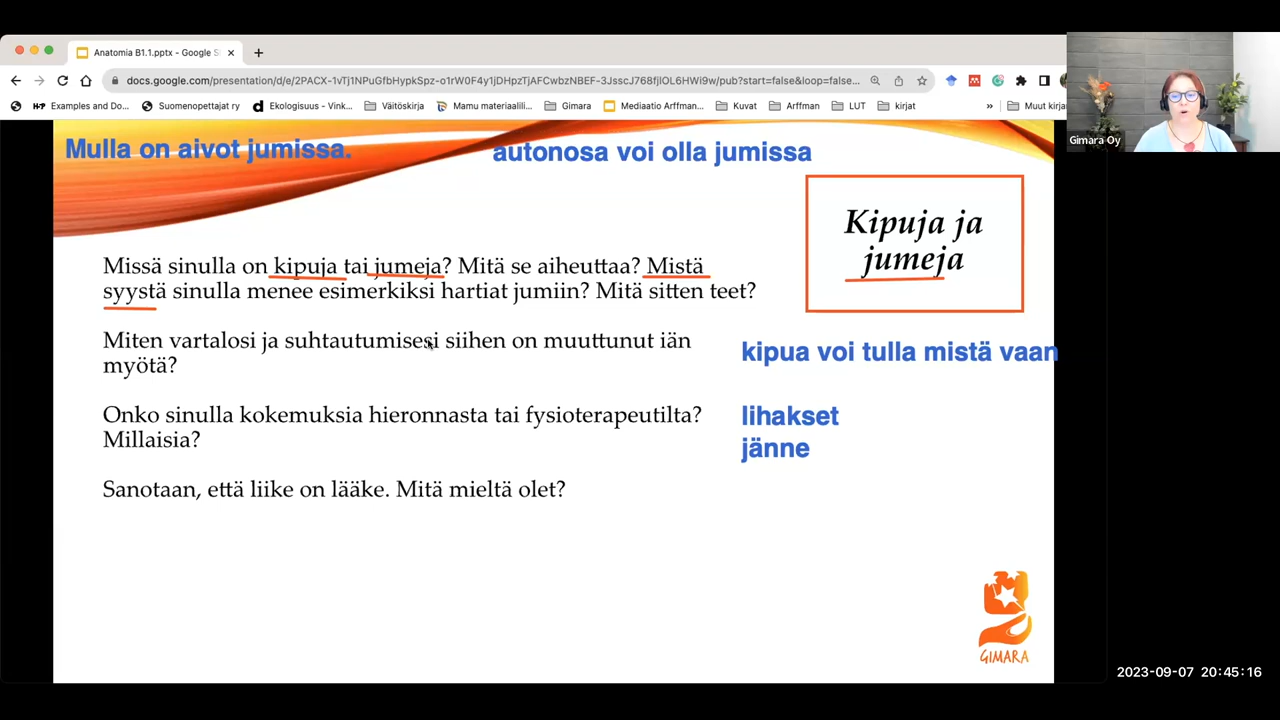 Anatomia B1.1.pptx - Google S
docs.google.com/presentation/d/e/2PACX-1vTj1NPuGfbHypkSpz-o1rW0F4y1jDHpzTjAFCwbzNBEF-3JsscJ768fjlOL6HWi9w/pub?start=false&loop=false...
Examples and Do... Suomenopettajat ry Ekologisuus - Vink... Väitöskirja Mamu materiaalili... Gimara Mediaatio Arffman... Kuvat Arffman LUT kirjat » Muut kirja
Gimara Oy
Mulla on aivot jumissa.
autonosa voi olla jumissa
Kipuja ja
jumeja
Missä sinulla on kipuja tai jumeja? Mitä se aiheuttaa? Mistä
syystä sinulla menee esimerkiksi hartiat jumiin? Mitä sitten teet?
Miten vartalosi ja suhtautumisesi siihen on muuttunut iän
myötä?
kipua voi tulla mistä vaan
Onko sinulla kokemuksia hieronnasta tai fysioterapeutilta?
Millaisia?
lihakset
jänne
Sanotaan, että liike on lääke. Mitä mieltä olet?
GIMARA
2023-09-07 20:45:16